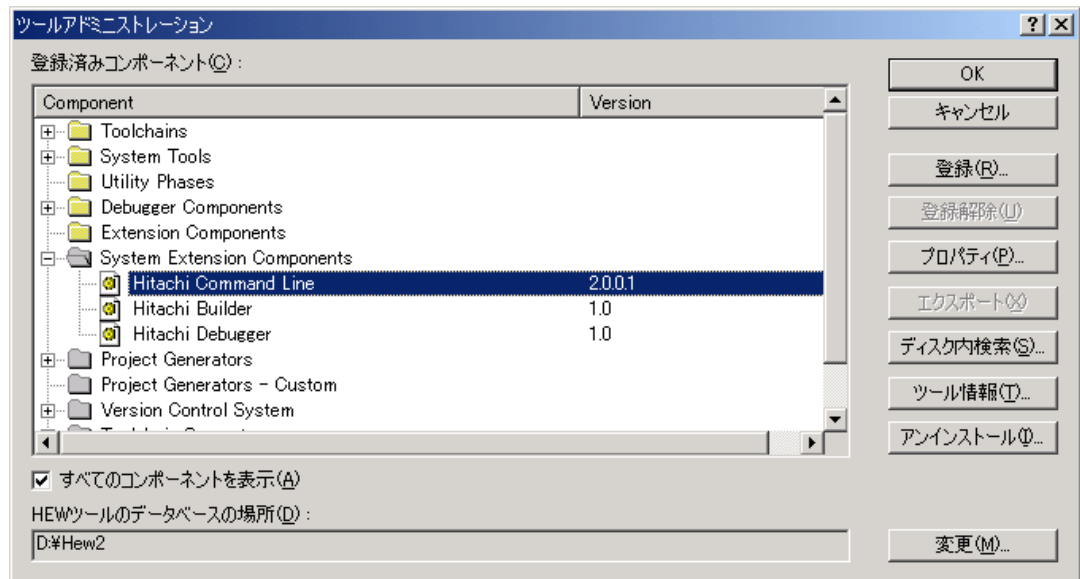 ツールアドミニストレーション
登録済みコンポーネント(C) :
Component Version
Toolchains
System Tools
Utility Phases
Debugger Components
Extension Components
System Extension Components
Hitachi Command Line 2.0.0.1
Hitachi Builder 1.0
Hitachi Debugger 1.0
Project Generators
Project Generators - Custom
Version Control System
すべてのコンポーネントを表示(A)
HEWツールのデータベースの場所(D) :
D:¥Hew2
OK
キャンセル
登録(R)...
登録解除(U)
プロパティ(P)...
エクスポート(X)
ディスク内検索(S)...
ツール情報(T)...
アンインストール(I)...
変更(M)...